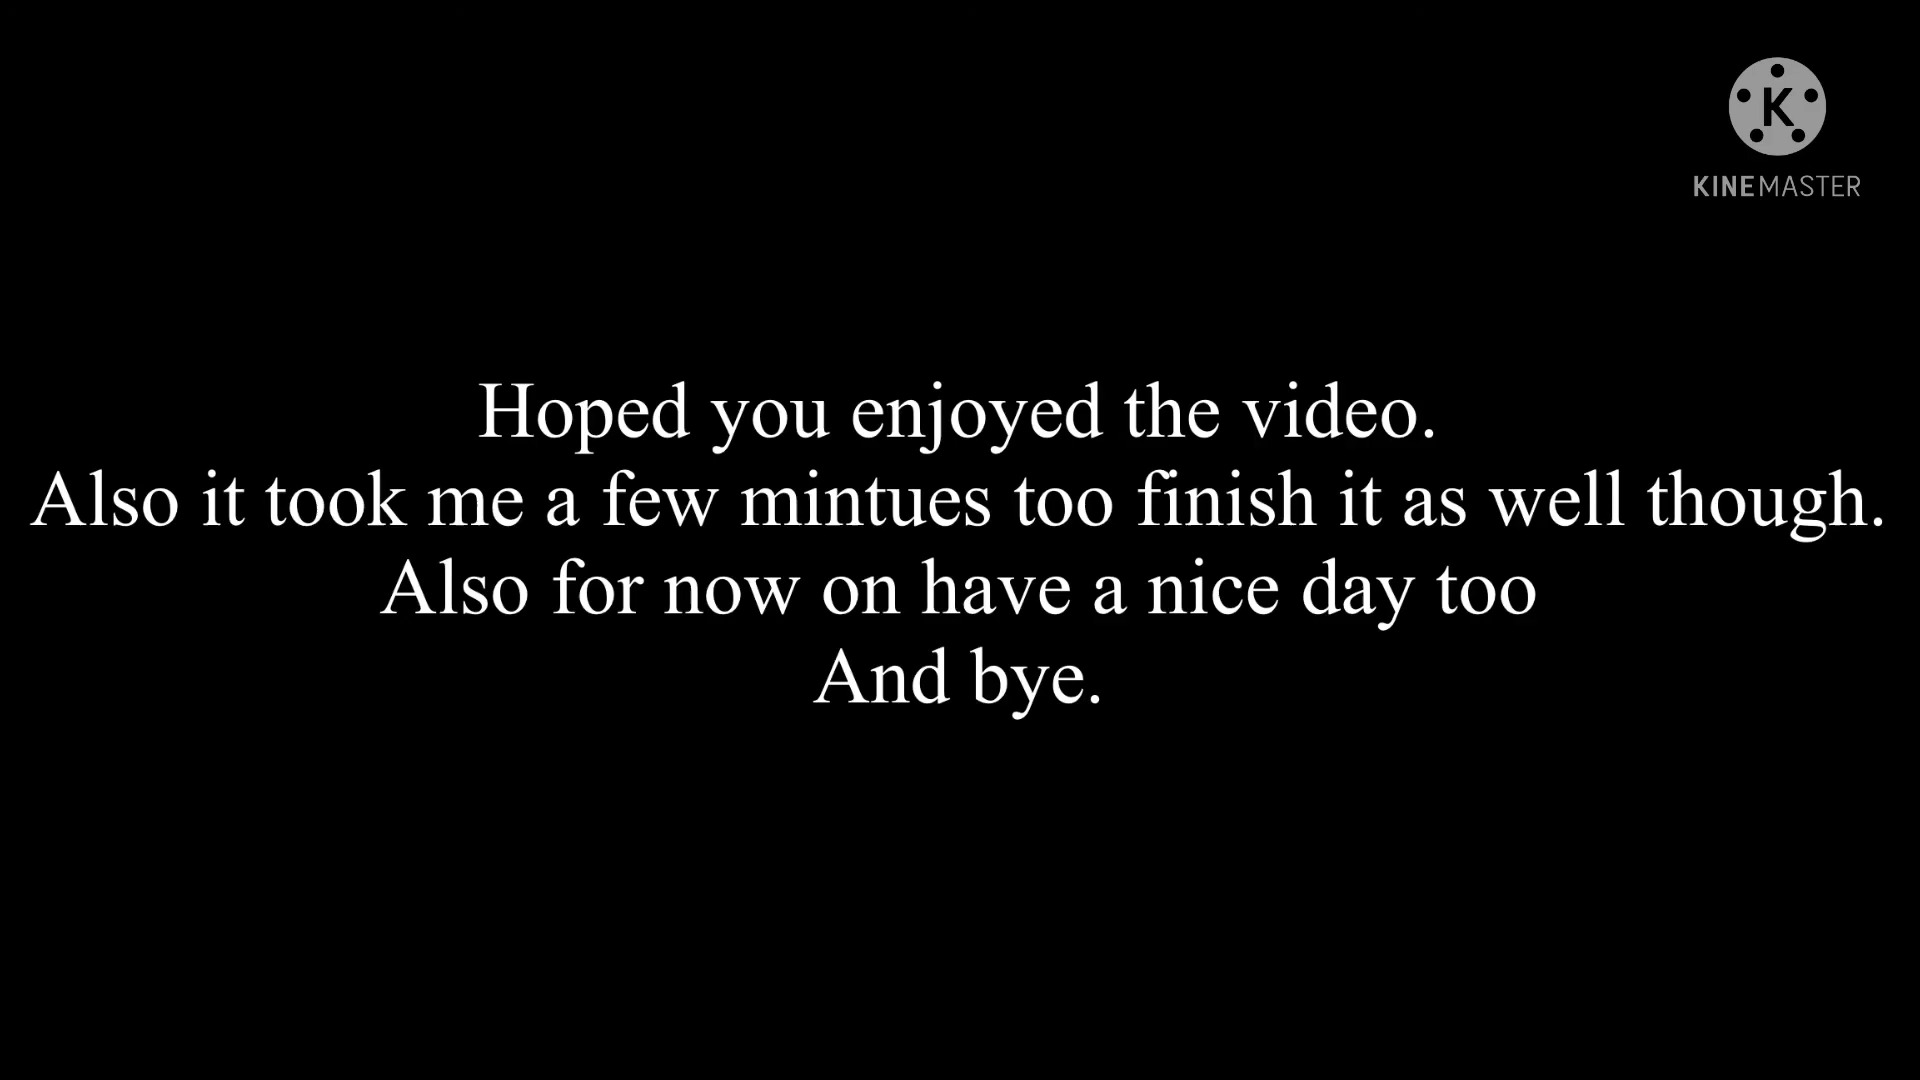 K
KINEMASTER
Hoped you enjoyed the video.
Also it took me a few mintues too finish it as well though.
Also for now on have a nice day too
And bye.